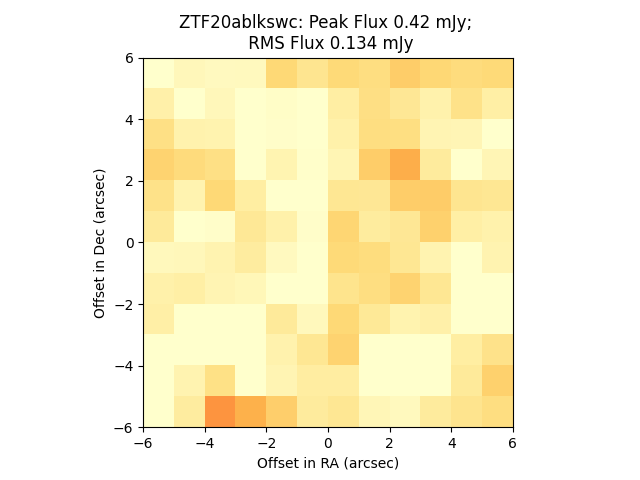 ZTF20ablkswc: Peak Flux 0.42 mJy;
RMS Flux 0.134 mJy
6
4
2
0
−2
−4
−6
Offset in Dec (arcsec)
−6 −4 −2 0 2 4 6
Offset in RA (arcsec)